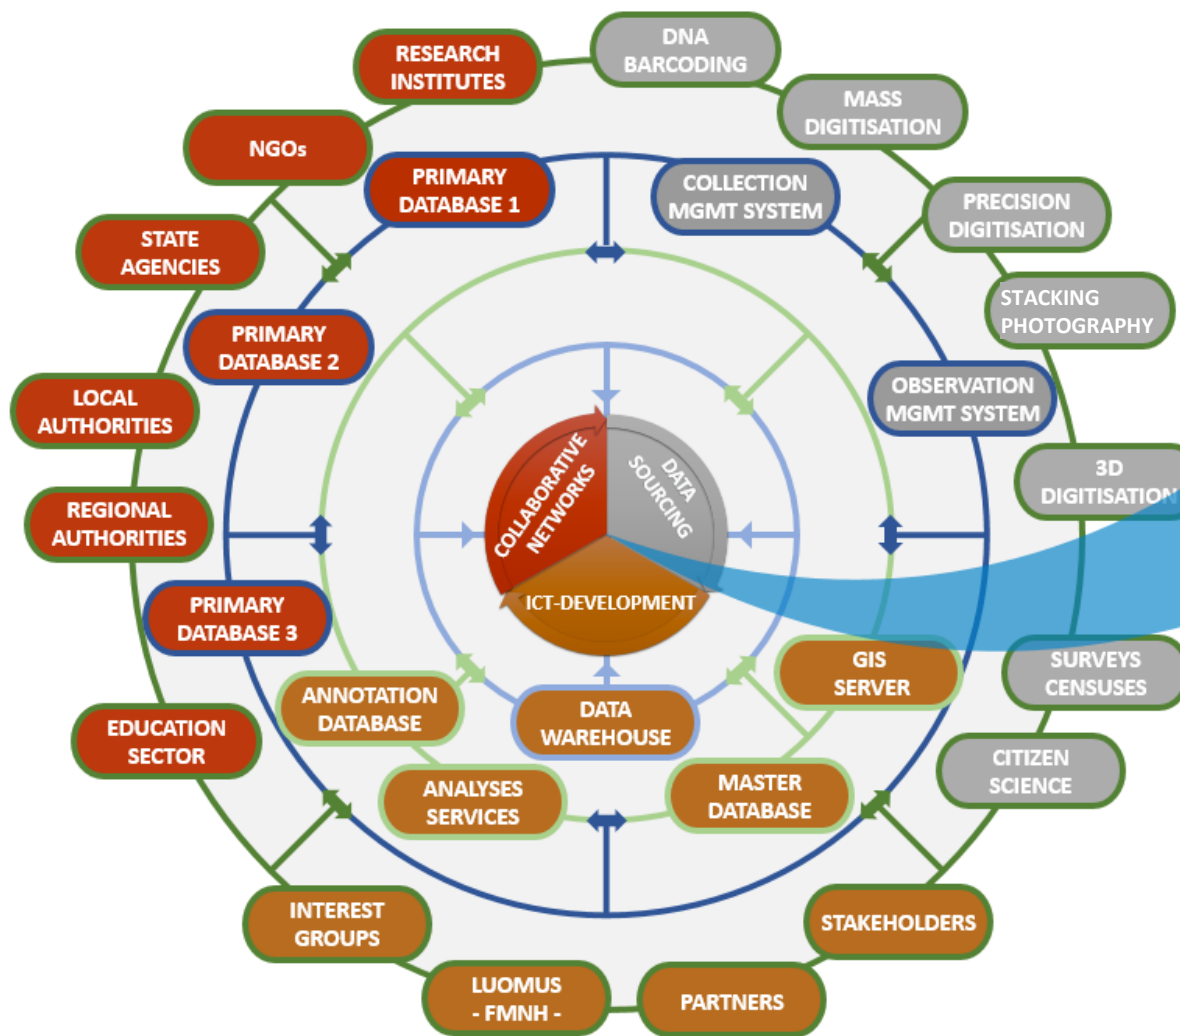 DNA
BARCODING
RESEARCH
INSTITUTES
MASS
DIGITISATION
NGOs
PRIMARY
DATABASE 1
COLLECTION
MGMT SYSTEM
PRECISION
DIGITISATION
STATE
AGENCIES
STACKING
PHOTOGRAPHY
PRIMARY
DATABASE 2
OBSERVATION
MGMT SYSTEM
LOCAL
AUTHORITIES
COLLABORATIVE
NETWORKS
DATA
SOURCING
ICT-DEVELOPMENT
3D
DIGITISATION
REGIONAL
AUTHORITIES
PRIMARY
DATABASE 3
GIS
SERVER
SURVEYS
CENSUSES
ANNOTATION
DATABASE
DATA
WAREHOUSE
EDUCATION
SECTOR
CITIZEN
SCIENCE
ANALYSES
SERVICES
MASTER
DATABASE
INTEREST
GROUPS
STAKEHOLDERS
LUOMUS
- FMNH -
PARTNERS